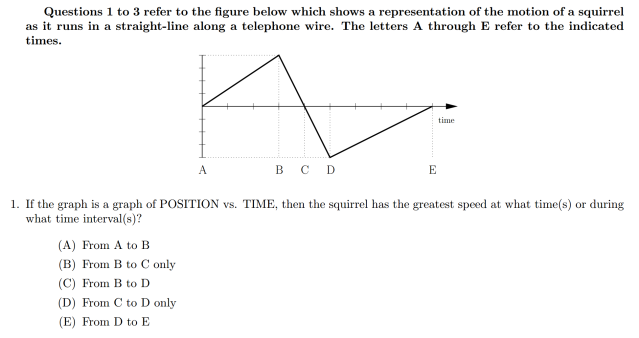 Questions 1 to 3 refer to the figure below which shows a representation of the motion of a squirrel
as it runs in a straight-line along a telephone wire. The letters A through E refer to the indicated
times.
time
A B C D E
1. If the graph is a graph of POSITION vs. TIME, then the squirrel has the greatest speed at what time(s) or during
what time interval(s)?
(A) From A to B
(B) From B to C only
(C) From B to D
(D) From C to D only
(E) From D to E